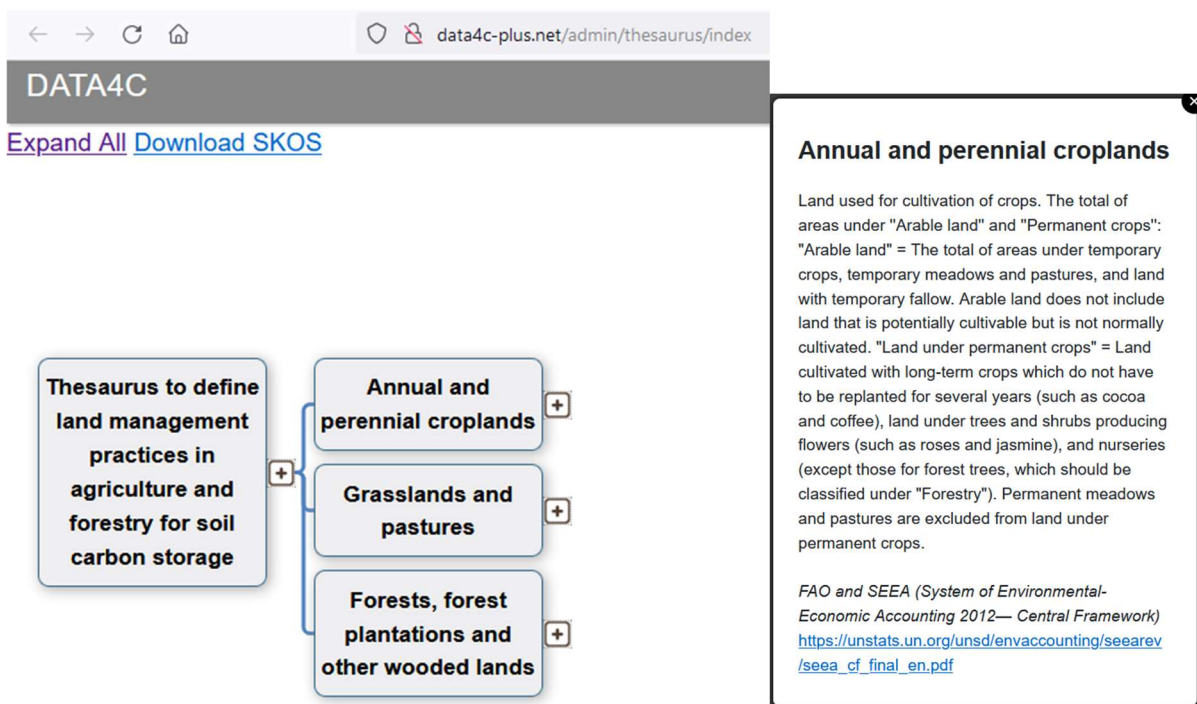 data4c-plus.net/admin/thesaurus/index
DATA4C
Expand All Download SKOS
Thesaurus to define
land management
practices in
agriculture and
forestry for soil
carbon storage
Annual and
perennial croplands
Grasslands and
pastures
Forests, forest
plantations and
other wooded lands
Annual and perennial croplands
Land used for cultivation of crops. The total of
areas under "Arable land" and "Permanent crops":
"Arable land" = The total of areas under temporary
crops, temporary meadows and pastures, and land
with temporary fallow. Arable land does not include
land that is potentially cultivable but is not normally
cultivated. "Land under permanent crops" = Land
cultivated with long-term crops which do not have
to be replanted for several years (such as cocoa
and coffee), land under trees and shrubs producing
flowers (such as roses and jasmine), and nurseries
(except those for forest trees, which should be
classified under "Forestry"). Permanent meadows
and pastures are excluded from land under
permanent crops.
FAO and SEEA (System of Environmental-
Economic Accounting 2012— Central Framework)
https://unstats.un.org/unsd/envaccounting/seearev
/seea_cf_final_en.pdf